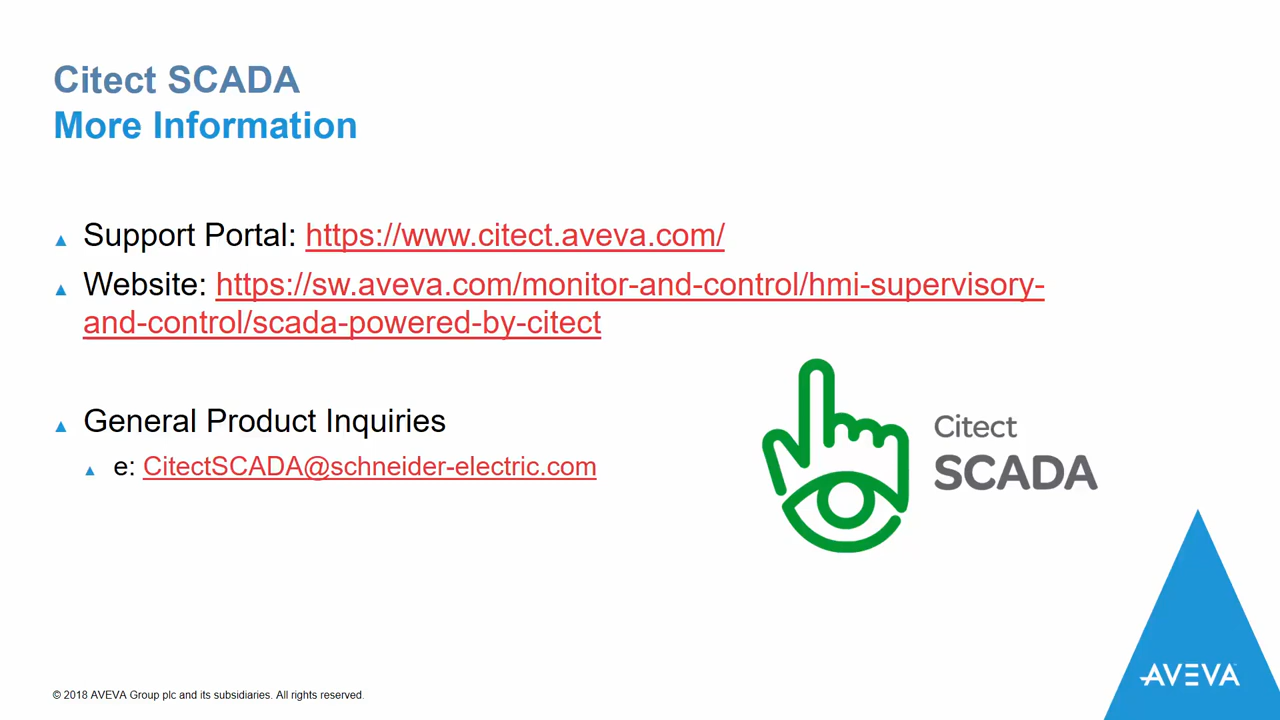 Citect SCADA
More Information
Support Portal: https://www.citect.aveva.com/
Website: https://sw.aveva.com/monitor-and-control/hmi-supervisory-
and-control/scada-powered-by-citect
General Product Inquiries
e: CitectSCADA@schneider-electric.com
Citect
SCADA
AVEVA
© 2018 AVEVA Group plc and its subsidiaries. All rights reserved.